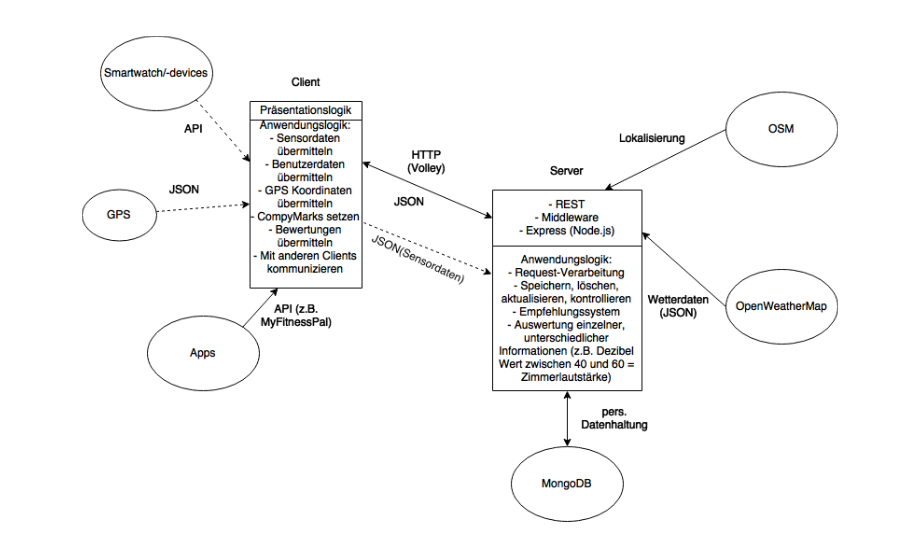 Smartwatch/-devices
Client
API
Präsentationslogik
Anwendungslogik:
- Sensordaten
übermitteln
- Benutzerdaten
übermitteln
- GPS Koordinaten
übermitteln
- CompyMarks setzen
- Bewertungen
übermitteln
- Mit anderen Clients
kommunizieren
JSON
GPS
API (z.B.
MyFitnessPal)
Apps
HTTP
(Volley)
JSON
JSON(Sensordaten)
Lokalisierung
OSM
Server
- REST
- Middleware
- Express (Node.js)
Anwendungslogik:
- Request-Verarbeitung
- Speichern, löschen,
aktualisieren, kontrollieren
- Empfehlungssystem
- Auswertung einzelner,
unterschiedlicher
Informationen (z.B. Dezibel
Wert zwischen 40 und 60 =
Zimmerlautstärke)
Wetterdaten
(JSON)
OpenWeatherMap
pers.
Datenhaltung
MongoDB